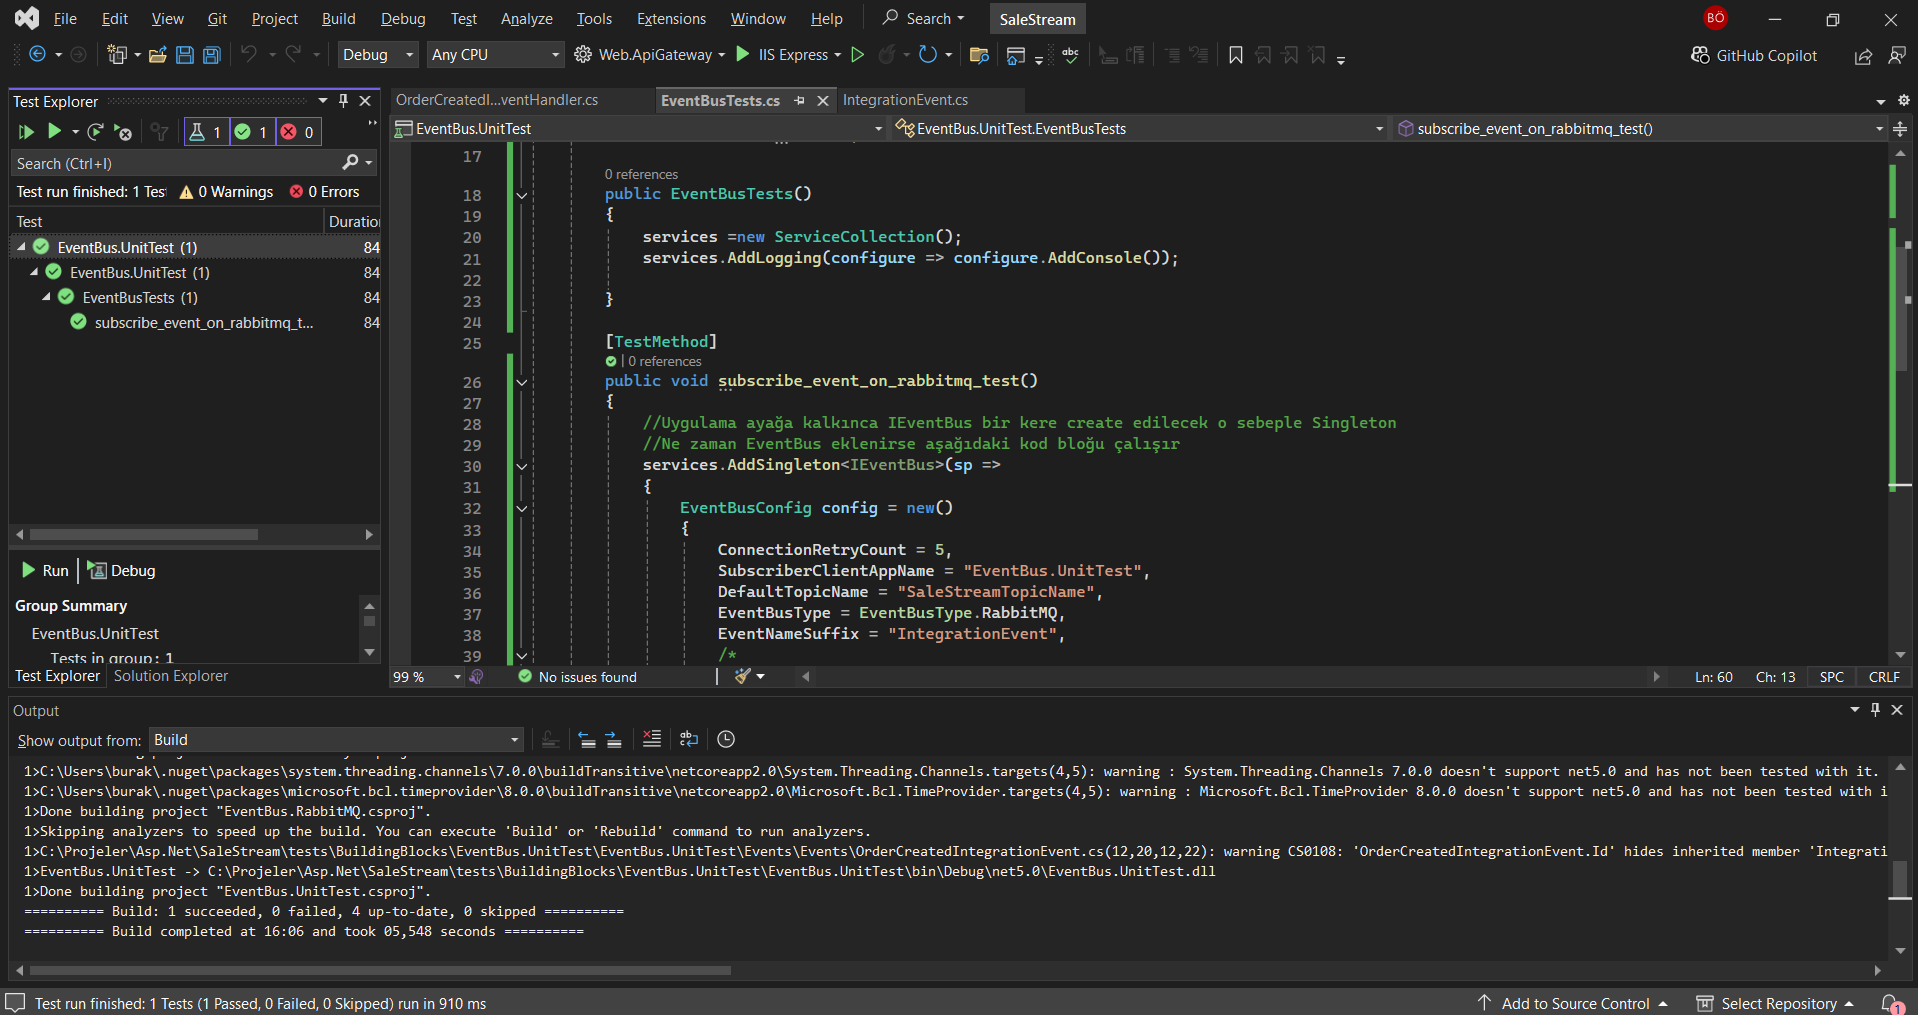 File Edit View Git Project Build Debug Test Analyze Tools Extensions Window Help Search SaleStream BÖ
Debug Any CPU Web.ApiGateway IIS Express abc GitHub Copilot
Test Explorer
1 1 0
Search (Ctrl+I)
Test run finished: 1 Tes 0 Warnings 0 Errors
Test Duratio
EventBus.UnitTest (1) 84
EventBus.UnitTest (1) 84
EventBusTests (1) 84
subscribe_event_on_rabbitmq_t... 84
Run Debug
Group Summary
EventBus.UnitTest
Tests in group: 1
Test Explorer Solution Explorer
OrderCreatedI...ventHandler.cs EventBusTests.cs IntegrationEvent.cs
EventBus.UnitTest EventBus.UnitTest.EventBusTests subscribe_event_on_rabbitmq_test()
17
0 references
18 public EventBusTests()
19 {
20 services =new ServiceCollection();
21 services.AddLogging(configure => configure.AddConsole());
22
23 }
24
25 [TestMethod]
| 0 references
26 public void subscribe_event_on_rabbitmq_test()
27 {
28 //Uygulama ayağa kalkınca IEventBus bir kere create edilecek o sebeple Singleton
29 //Ne zaman EventBus eklenirse aşağıdaki kod bloğu çalışır
30 services.AddSingleton<IEventBus>(sp =>
31 {
32 EventBusConfig config = new()
33 {
34 ConnectionRetryCount = 5,
35 SubscriberClientAppName = "EventBus.UnitTest",
36 DefaultTopicName = "SaleStreamTopicName",
37 EventBusType = EventBusType.RabbitMQ,
38 EventNameSuffix = "IntegrationEvent",
39 /*
99 % No issues found Ln: 60 Ch: 13 SPC CRLF
Output
Show output from: Build
1>C:\Users\burak\.nuget\packages\system.threading.channels\7.0.0\buildTransitive\netcoreapp2.0\System.Threading.Channels.targets(4,5): warning : System.Threading.Channels 7.0.0 doesn't support net5.0 and has not been tested with it.
1>C:\Users\burak\.nuget\packages\microsoft.bcl.timeprovider\8.0.0\buildTransitive\netcoreapp2.0\Microsoft.Bcl.TimeProvider.targets(4,5): warning : Microsoft.Bcl.TimeProvider 8.0.0 doesn't support net5.0 and has not been tested with i
1>Done building project "EventBus.RabbitMQ.csproj".
1>Skipping analyzers to speed up the build. You can execute 'Build' or 'Rebuild' command to run analyzers.
1>C:\Projeler\Asp.Net\SaleStream\tests\BuildingBlocks\EventBus.UnitTest\EventBus.UnitTest\Events\Events\OrderCreatedIntegrationEvent.cs(12,20,12,22): warning CS0108: 'OrderCreatedIntegrationEvent.Id' hides inherited member 'Integrati
1>EventBus.UnitTest -> C:\Projeler\Asp.Net\SaleStream\tests\BuildingBlocks\EventBus.UnitTest\EventBus.UnitTest\bin\Debug\net5.0\EventBus.UnitTest.dll
1>Done building project "EventBus.UnitTest.csproj".
========== Build: 1 succeeded, 0 failed, 4 up-to-date, 0 skipped ==========
========== Build completed at 16:06 and took 05,548 seconds ==========
Test run finished: 1 Tests (1 Passed, 0 Failed, 0 Skipped) run in 910 ms Add to Source Control Select Repository 1